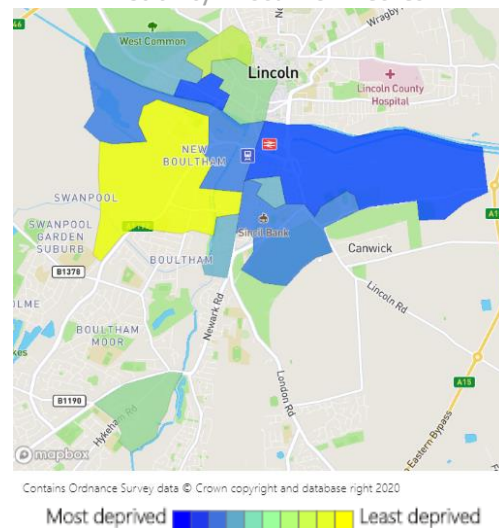 A46
West Common
Wragby
Lincoln
Lincoln County
Hospital
NEW
BOULTHAM
SWANPOOL
SWANPOOL
GARDEN
SUBURB
Sincil Bank
A15
Canwick
B1378
BOULTHAM
BOULTHAM
MOOR
Newark Rd
Lincoln Rd
London Rd
A15
B1190
Hykeham Rd
Eastern Bypass
mapbox
Contains Ordnance Survey data © Crown copyright and database right 2020
Most deprived
Least deprived